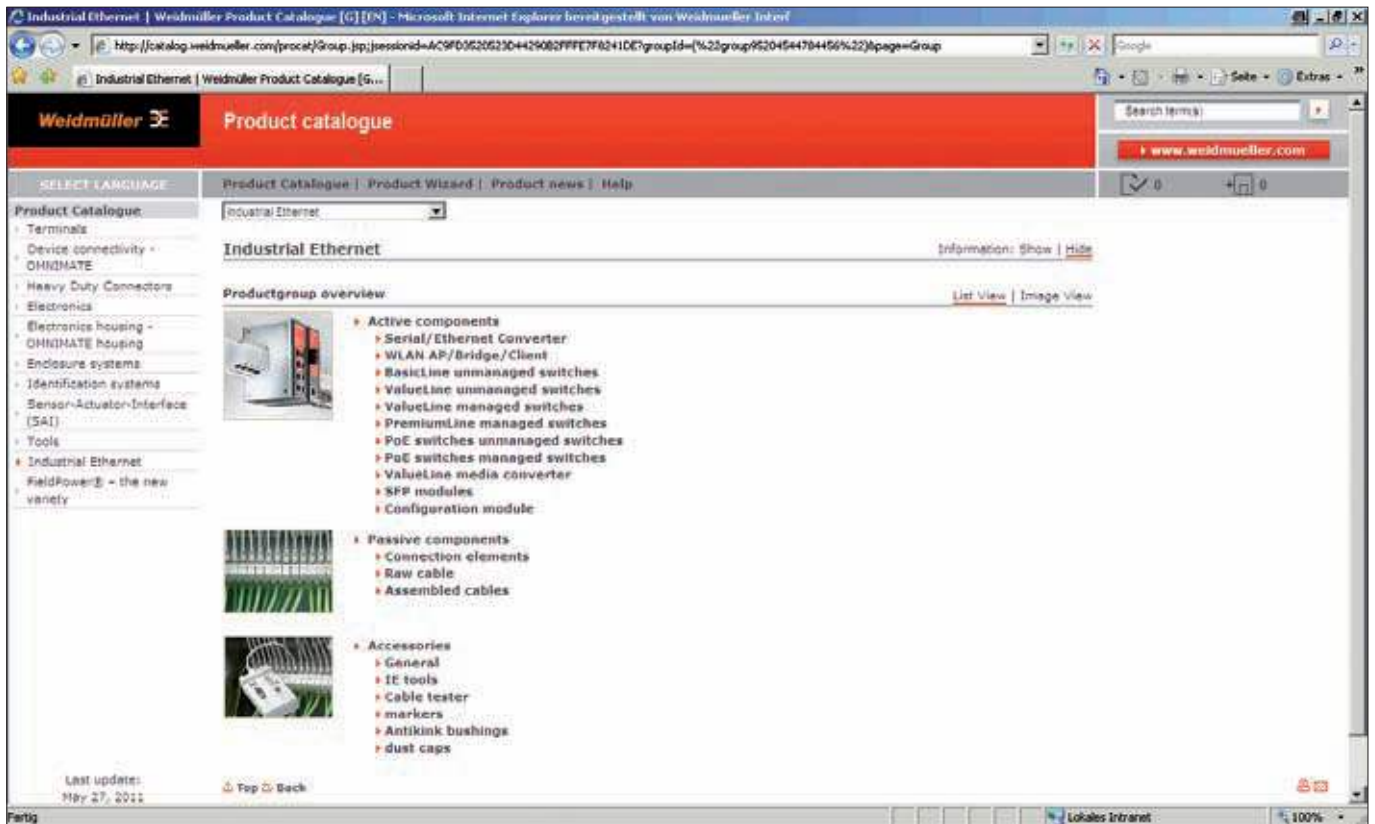 Industrial Ethernet | Weidmüller Product Catalogue [G][EN] - Microsoft Internet Explorer bereitgestellt von Weidmueller Interf
Google
Industrial Ethernet | Weidmüller Product Catalogue [G...
Seite
Extras
Weidmüller
Product catalogue
Search term(s)
www.weidmueller.com
SELECT LANGUAGE
Product Catalogue | Product Wizard | Product news | Help
0 0
Product Catalogue
Terminals
Device connectivity -
OMNIMATE
Heavy Duty Connectors
Electronics
Electronics housing -
OMNIMATE housing
Enclosure systems
Identification systems
Sensor-Actuator-Interface
(SAI)
Tools
Industrial Ethernet
FieldPower® - the new
variety
Last update:
May 27, 2011
Industrial Ethernet
Industrial Ethernet
Information: Show | Hide
Productgroup overview
List View | Image View
Active components
Serial/Ethernet Converter
WLAN AP/Bridge/Client
BasicLine unmanaged switches
ValueLine unmanaged switches
ValueLine managed switches
PremiumLine managed switches
PoE switches unmanaged switches
PoE switches managed switches
ValueLine media converter
SFP modules
Configuration module
Passive components
Connection elements
Raw cable
Assembled cables
Accessories
General
IE tools
Cable tester
markers
Antikink bushings
dust caps
Top Back
Fertig
Lokales Intranet
100%